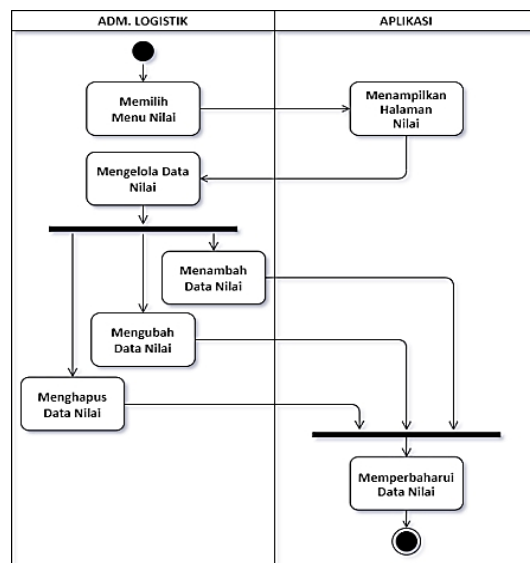 ADM. LOGISTIK
APLIKASI
Memilih
Menu Nilai
Menampilkan
Halaman
Nilai
Mengelola Data
Nilai
Menambah
Data Nilai
Mengubah
Data Nilai
Menghapus
Data Nilai
Memperbaharui
Data Nilai